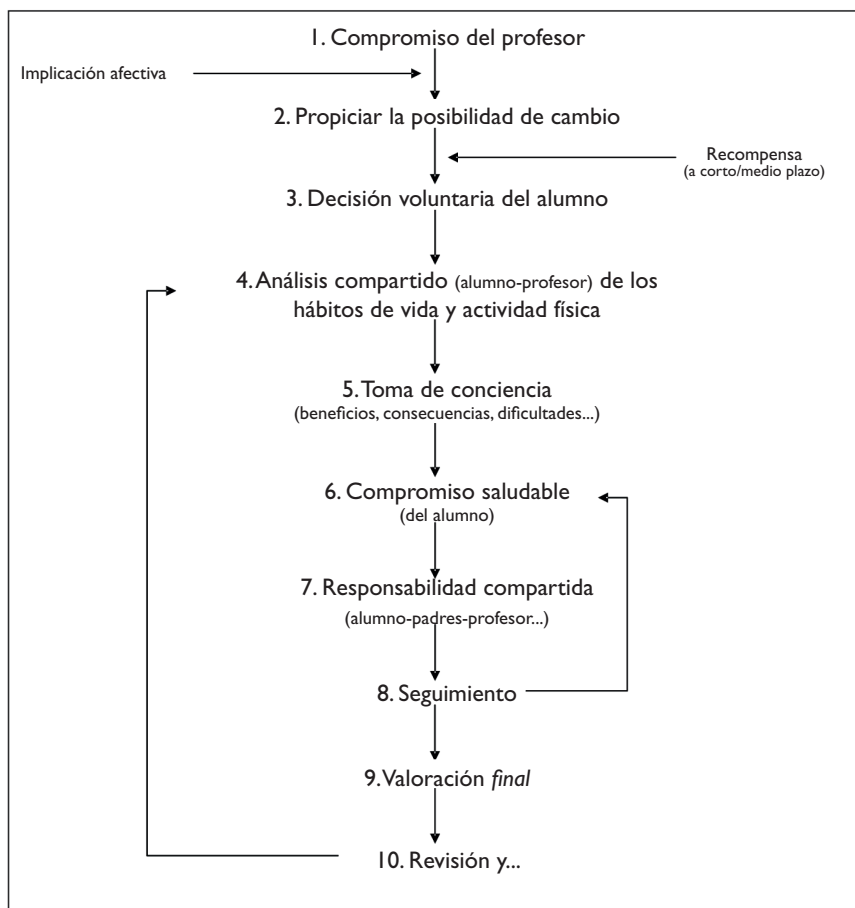 1. Compromiso del profesor
Implicación afectiva
2. Propiciar la posibilidad de cambio
Recompensa
(a corto/medio plazo)
3. Decisión voluntaria del alumno
4. Análisis compartido (alumno-profesor) de los
hábitos de vida y actividad física
5. Toma de conciencia
(beneficios, consecuencias, dificultades...)
6. Compromiso saludable
(del alumno)
7. Responsabilidad compartida
(alumno-padres-profesor...)
8. Seguimiento
9. Valoración final
10. Revisión y...